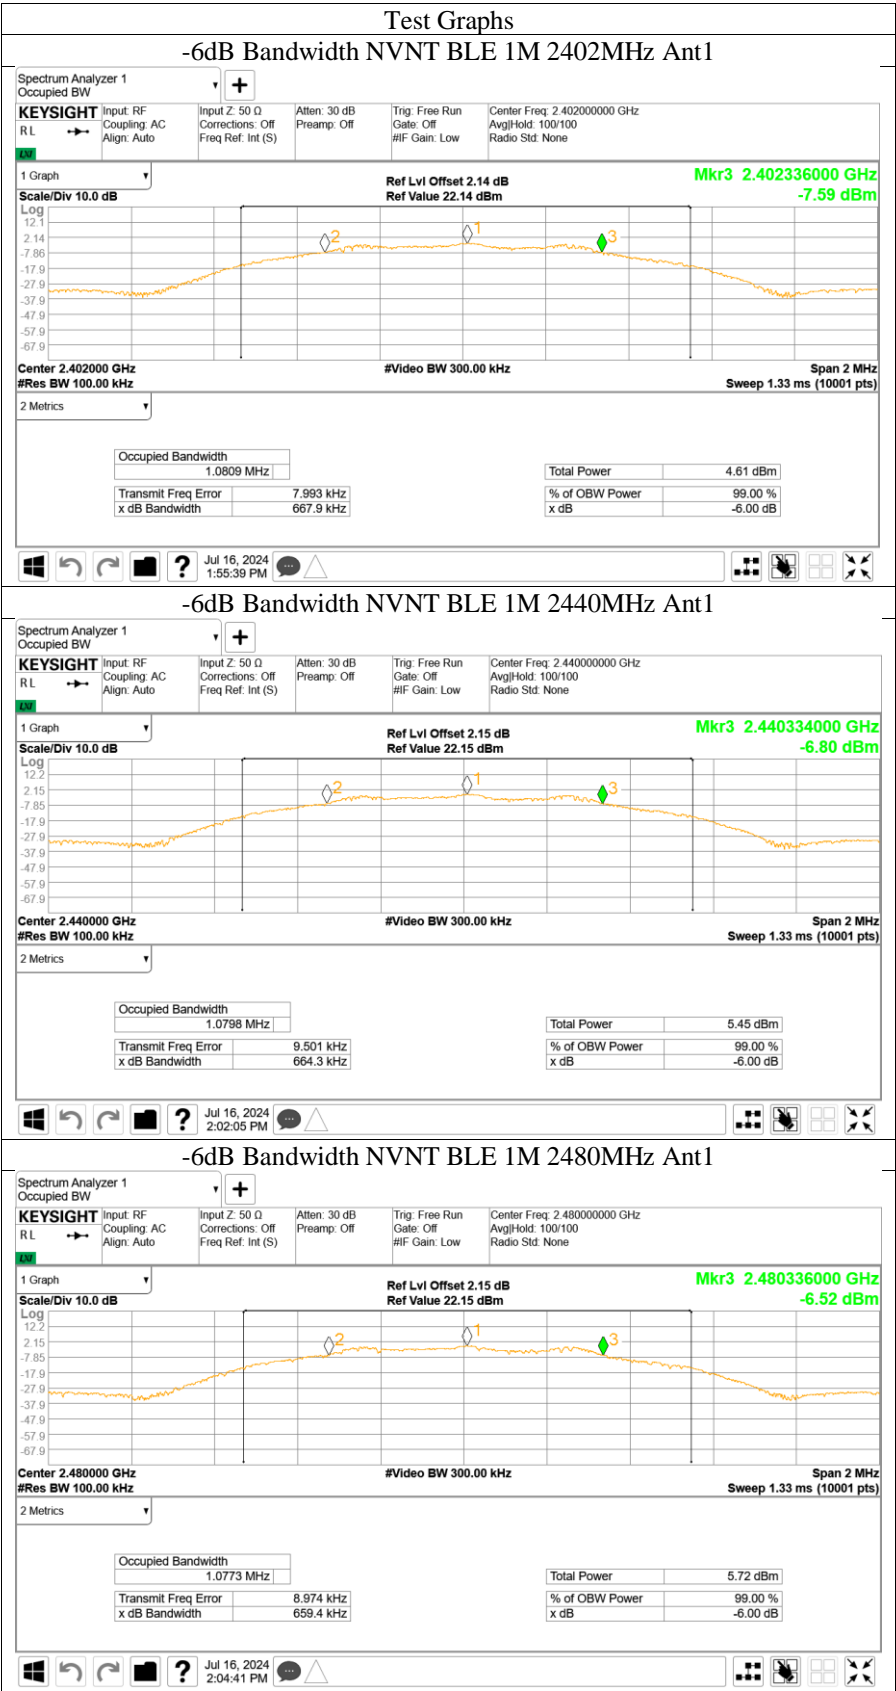 Test Graphs
-6dB Bandwidth NVNT BLE 1M 2402MHz Ant1
Spectrum Analyzer 1
Occupied BW
KEYSIGHT Input: RF Input Z: 50 Ω Atten: 30 dB Trig: Free Run Center Freq: 2.402000000 GHz
RL Coupling: AC Corrections: Off Preamp: Off Gate: Off Avg|Hold: 100/100
Align: Auto Freq Ref: Int (S) #IF Gain: Low Radio Std: None
LXI
1 Graph Ref Lvl Offset 2.14 dB Mkr3 2.402336000 GHz
Scale/Div 10.0 dB Ref Value 22.14 dBm -7.59 dBm
Log
12.1
2.14
-7.86
-17.9
-27.9
-37.9
-47.9
-57.9
-67.9
2 1 3
Center 2.402000 GHz #Video BW 300.00 kHz Span 2 MHz
#Res BW 100.00 kHz Sweep 1.33 ms (10001 pts)
2 Metrics
Occupied Bandwidth
1.0809 MHz Total Power 4.61 dBm
Transmit Freq Error 7.993 kHz % of OBW Power 99.00 %
x dB Bandwidth 667.9 kHz x dB -6.00 dB
Jul 16, 2024
1:55:39 PM
-6dB Bandwidth NVNT BLE 1M 2440MHz Ant1
Spectrum Analyzer 1
Occupied BW
KEYSIGHT Input: RF Input Z: 50 Ω Atten: 30 dB Trig: Free Run Center Freq: 2.440000000 GHz
RL Coupling: AC Corrections: Off Preamp: Off Gate: Off Avg|Hold: 100/100
Align: Auto Freq Ref: Int (S) #IF Gain: Low Radio Std: None
LXI
1 Graph Ref Lvl Offset 2.15 dB Mkr3 2.440334000 GHz
Scale/Div 10.0 dB Ref Value 22.15 dBm -6.80 dBm
Log
12.2
2.15
-7.85
-17.9
-27.9
-37.9
-47.9
-57.9
-67.9
2 1 3
Center 2.440000 GHz #Video BW 300.00 kHz Span 2 MHz
#Res BW 100.00 kHz Sweep 1.33 ms (10001 pts)
2 Metrics
Occupied Bandwidth
1.0798 MHz Total Power 5.45 dBm
Transmit Freq Error 9.501 kHz % of OBW Power 99.00 %
x dB Bandwidth 664.3 kHz x dB -6.00 dB
Jul 16, 2024
2:02:05 PM
-6dB Bandwidth NVNT BLE 1M 2480MHz Ant1
Spectrum Analyzer 1
Occupied BW
KEYSIGHT Input: RF Input Z: 50 Ω Atten: 30 dB Trig: Free Run Center Freq: 2.480000000 GHz
RL Coupling: AC Corrections: Off Preamp: Off Gate: Off Avg|Hold: 100/100
Align: Auto Freq Ref: Int (S) #IF Gain: Low Radio Std: None
LXI
1 Graph Ref Lvl Offset 2.15 dB Mkr3 2.480336000 GHz
Scale/Div 10.0 dB Ref Value 22.15 dBm -6.52 dBm
Log
12.2
2.15
-7.85
-17.9
-27.9
-37.9
-47.9
-57.9
-67.9
2 1 3
Center 2.480000 GHz #Video BW 300.00 kHz Span 2 MHz
#Res BW 100.00 kHz Sweep 1.33 ms (10001 pts)
2 Metrics
Occupied Bandwidth
1.0773 MHz Total Power 5.72 dBm
Transmit Freq Error 8.974 kHz % of OBW Power 99.00 %
x dB Bandwidth 659.4 kHz x dB -6.00 dB
Jul 16, 2024
2:04:41 PM